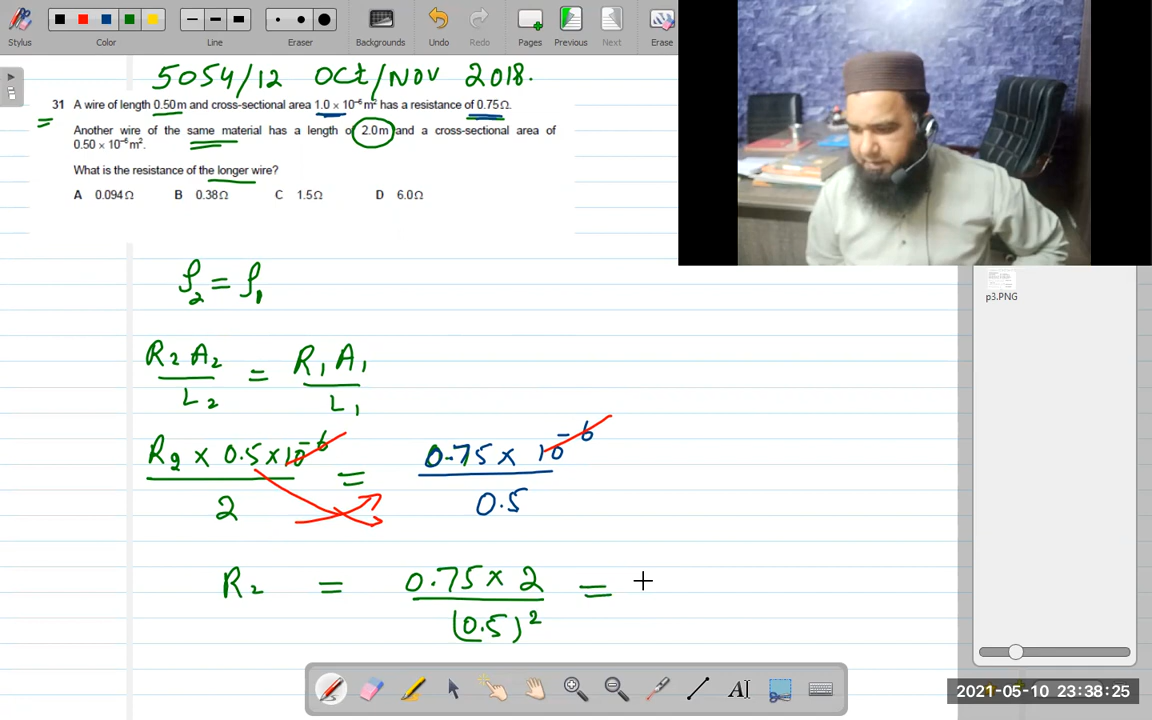 Stylus
Color
Line
Eraser
Backgrounds
Undo
Redo
Pages
Previous
Next
Erase
5054/12 Oct/Nov 2018.
31 A wire of length 0.50 m and cross-sectional area 1.0 × 10⁻⁶ m² has a resistance of 0.75 Ω.
Another wire of the same material has a length of 2.0 m and a cross-sectional area of
0.50 × 10⁻⁶ m².
What is the resistance of the longer wire?
A 0.094 Ω B 0.38 Ω C 1.5 Ω D 6.0 Ω
ρ₂ = ρ₁
R₂ A₂ / L₂ = R₁ A₁ / L₁
R₂ × 0.5 × 10⁻⁶ / 2 = 0.75 × 10⁻⁶ / 0.5
R₂ = 0.75 × 2 / (0.5)² =
p3.PNG
2021-05-10 23:38:25